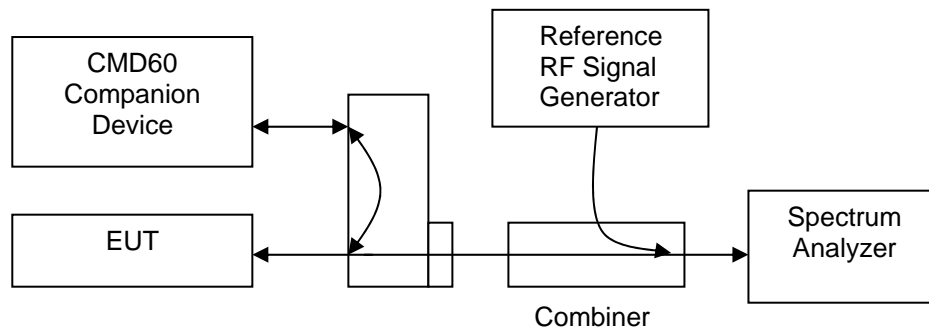 CMD60
Companion
Device
Reference
RF Signal
Generator
EUT
Spectrum
Analyzer
Combiner